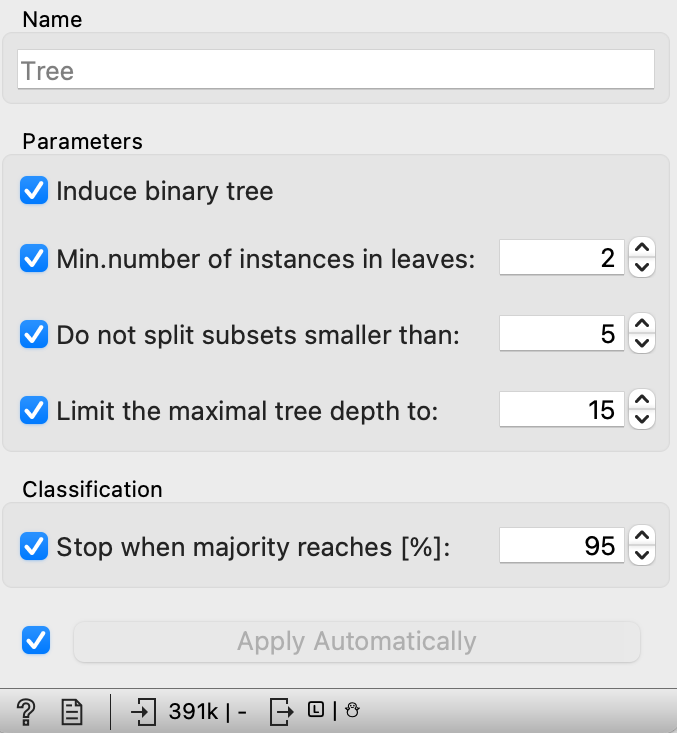 Name
Tree
Parameters
Induce binary tree
Min.number of instances in leaves: 2
Do not split subsets smaller than: 5
Limit the maximal tree depth to: 15
Classification
Stop when majority reaches [%]: 95
Apply Automatically
? 391k | - L |